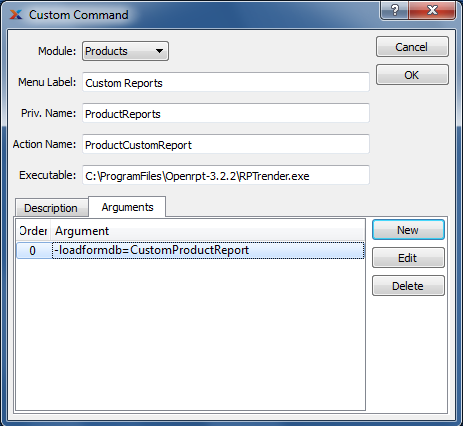 Custom Command
Module: Products
Cancel
OK
Menu Label: Custom Reports
Priv. Name: ProductReports
Action Name: ProductCustomReport
Executable: C:\ProgramFiles\Openrpt-3.2.2\RPTrender.exe
Description Arguments
Order Argument
0 -loadformdb=CustomProductReport
New
Edit
Delete